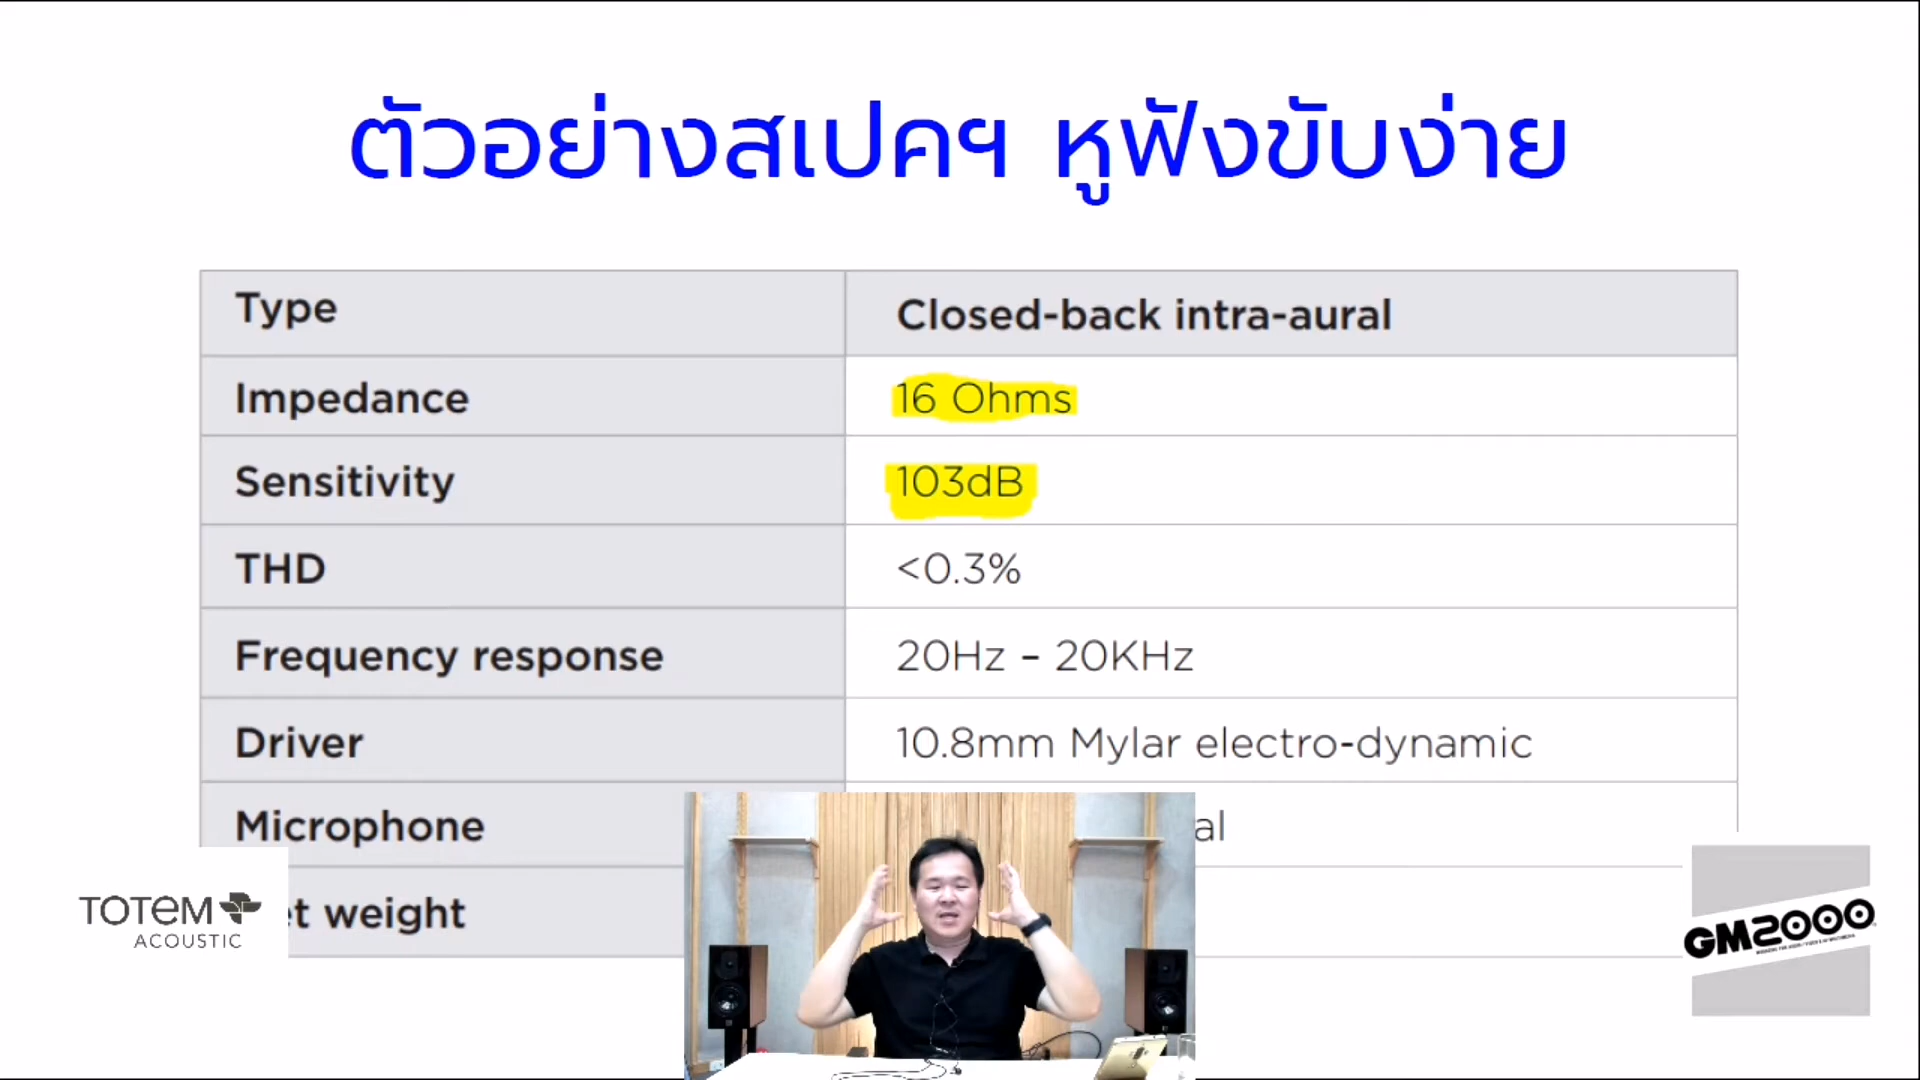 ตัวอย่างสเปคฯ หูฟังขับง่าย
Type Closed-back intra-aural
Impedance 16 Ohms
Sensitivity 103dB
THD <0.3%
Frequency response 20Hz – 20KHz
Driver 10.8mm Mylar electro-dynamic
Microphone
weight
TOTEM
ACOUSTIC
GM2000